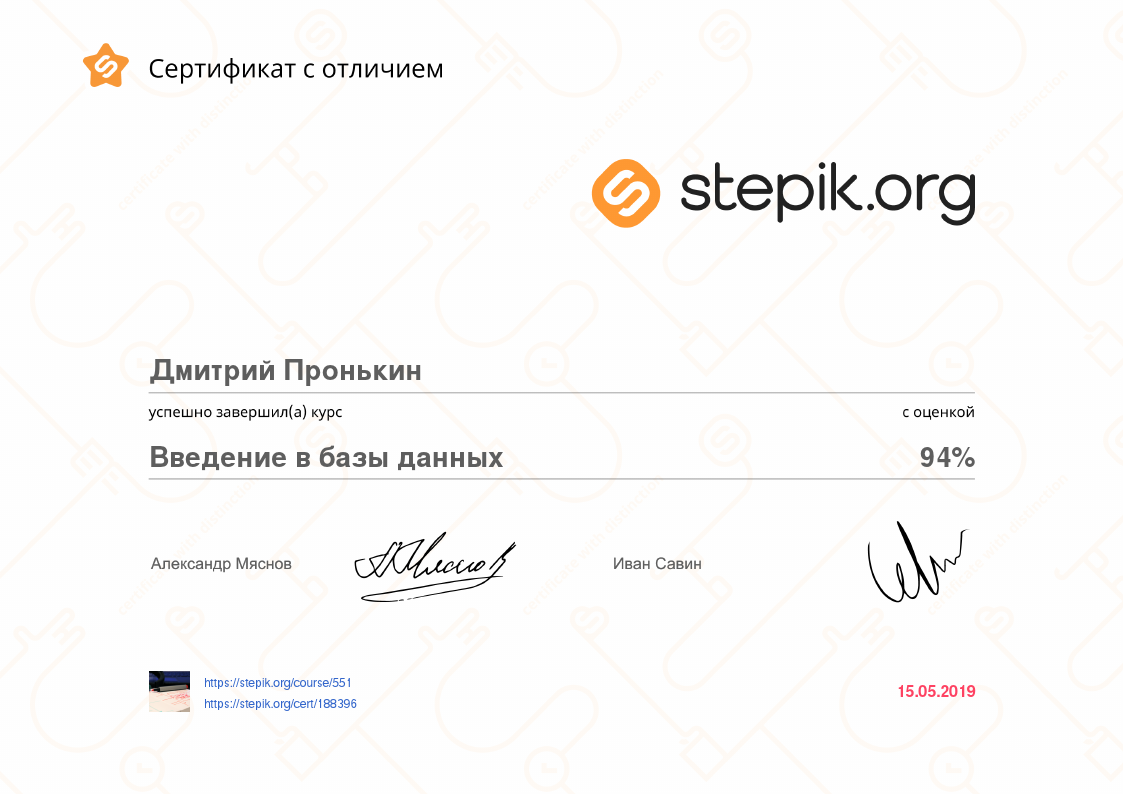 Сертификат с отличием
stepik.org
Дмитрий Пронькин
успешно завершил(а) курс с оценкой
Введение в базы данных 94%
Александр Мяснов Иван Савин
https://stepik.org/course/551
https://stepik.org/cert/188396
15.05.2019